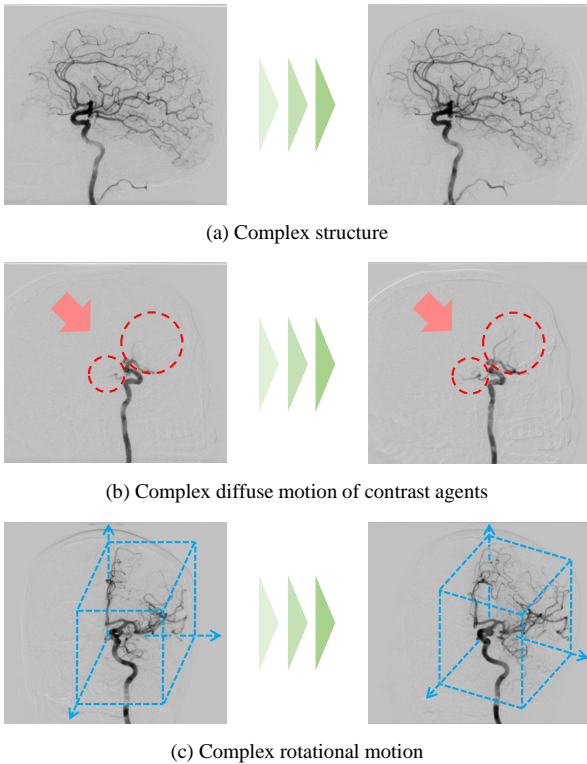 (a) Complex structure
(b) Complex diffuse motion of contrast agents
(c) Complex rotational motion